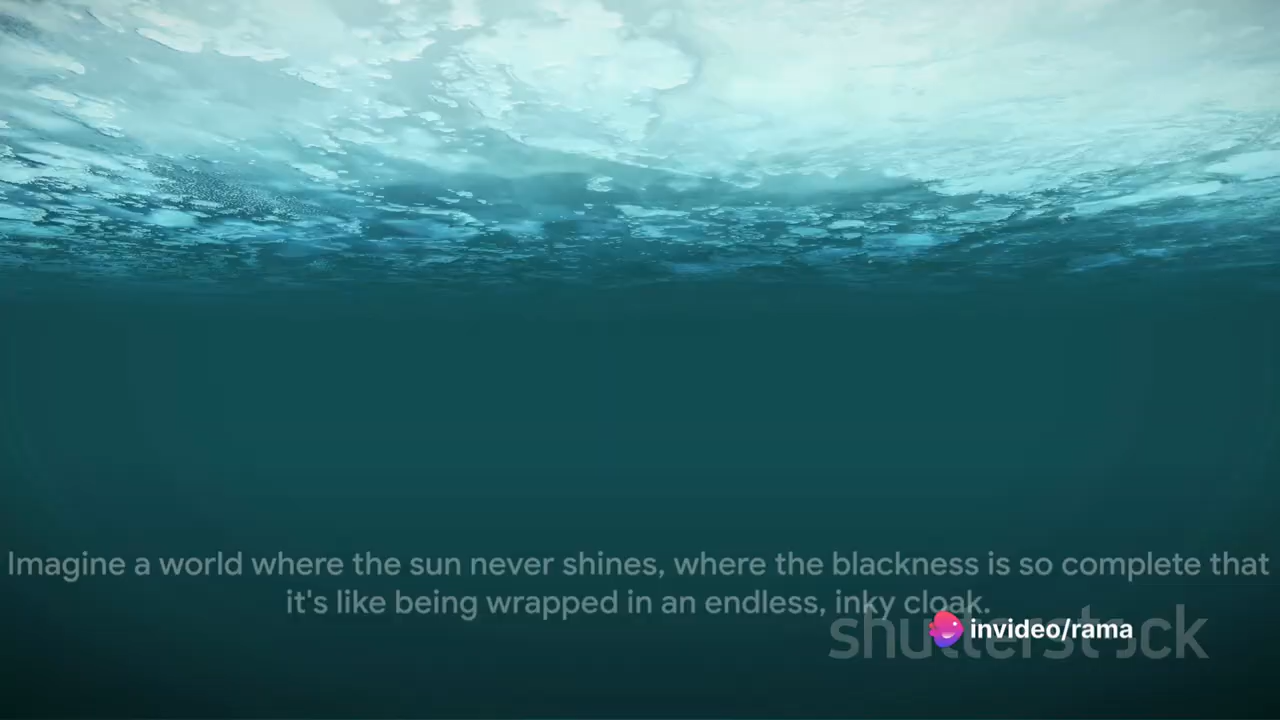 Imagine a world where the sun never shines, where the blackness is so complete that
it's like being wrapped in an endless, inky cloak.
shutterstock
invideo/rama